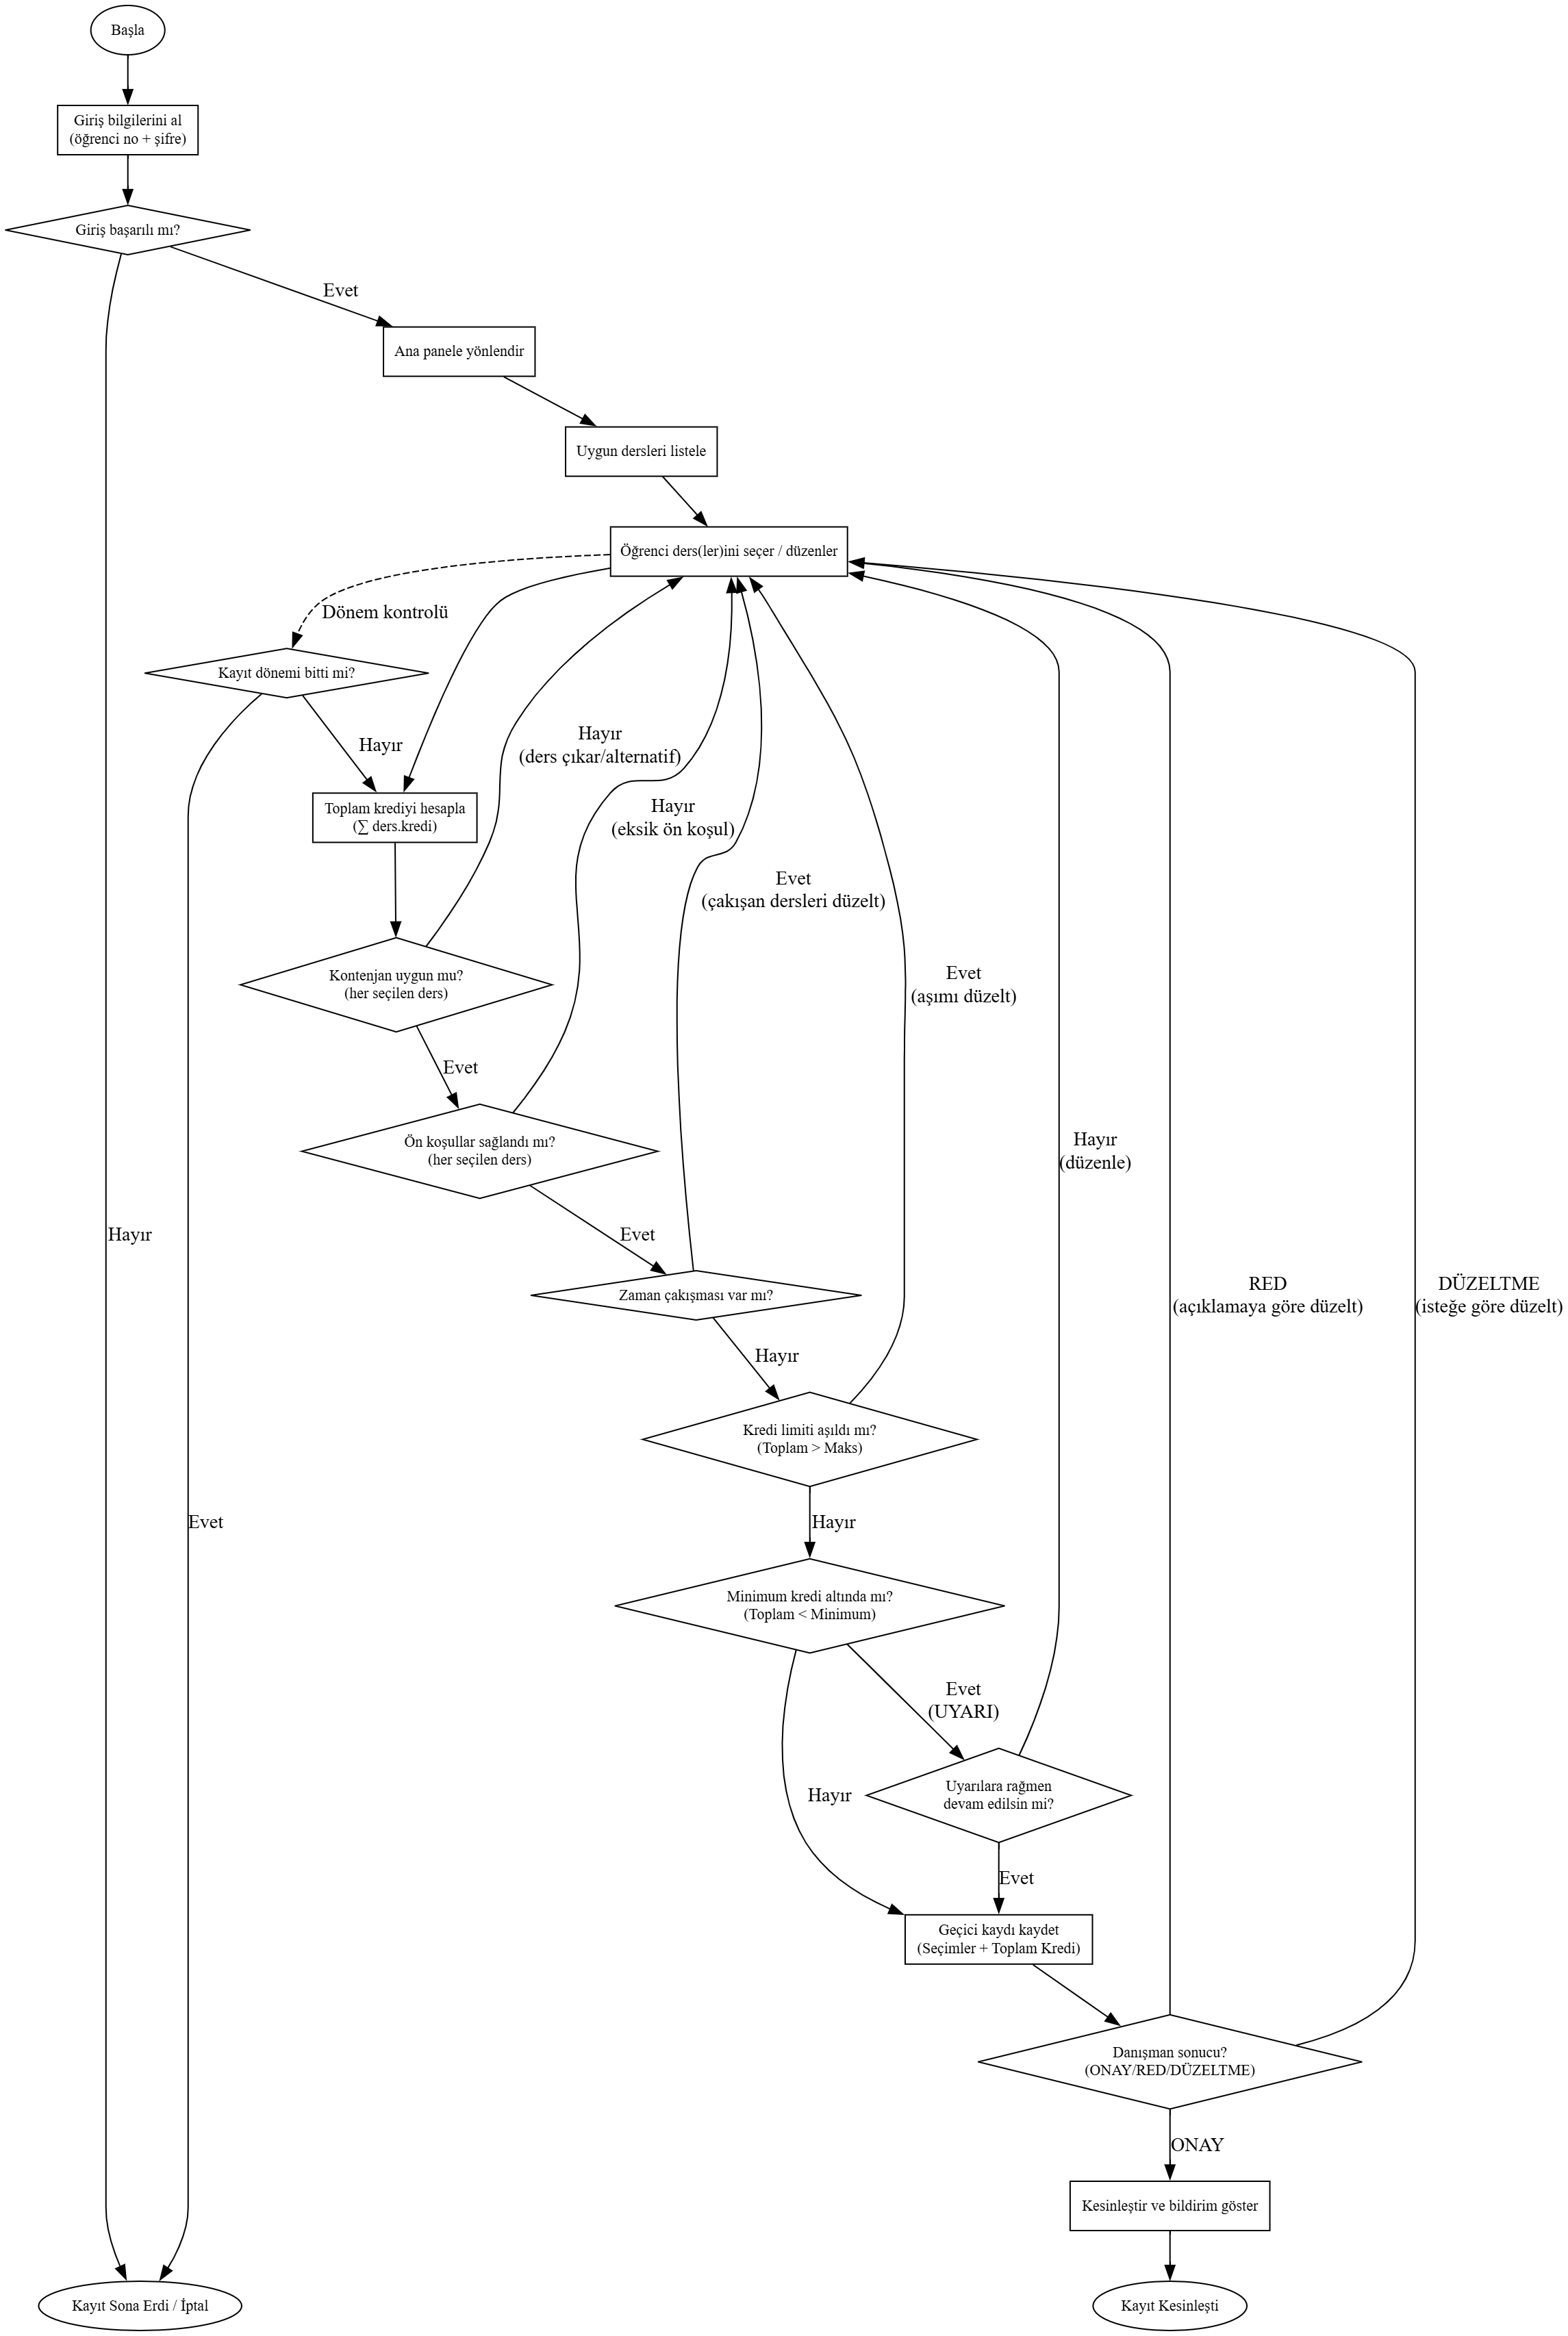 Başla
Giriş bilgilerini al
(öğrenci no + şifre)
Giriş başarılı mı?
Evet
Ana panele yönlendir
Uygun dersleri listele
Öğrenci ders(ler)ini seçer / düzenler
Dönem kontrolü
Kayıt dönemi bitti mi?
Hayır
Hayır
(ders çıkar/alternatif)
Toplam krediyi hesapla
(∑ ders.kredi)
Hayır
(eksik ön koşul)
Evet
(çakışan dersleri düzelt)
Kontenjan uygun mu?
(her seçilen ders)
Evet
(aşımı düzelt)
Evet
Ön koşullar sağlandı mı?
(her seçilen ders)
Hayır
(düzenle)
Hayır
Evet
Zaman çakışması var mı?
RED
(açıklamaya göre düzelt)
DÜZELTME
(isteğe göre düzelt)
Hayır
Kredi limiti aşıldı mı?
(Toplam > Maks)
Evet
Hayır
Minimum kredi altında mı?
(Toplam < Minimum)
Evet
(UYARI)
Hayır
Uyarılara rağmen
devam edilsin mi?
Evet
Geçici kaydı kaydet
(Seçimler + Toplam Kredi)
Danışman sonucu?
(ONAY/RED/DÜZELTME)
ONAY
Kesinleştir ve bildirim göster
Kayıt Sona Erdi / İptal
Kayıt Kesinleşti